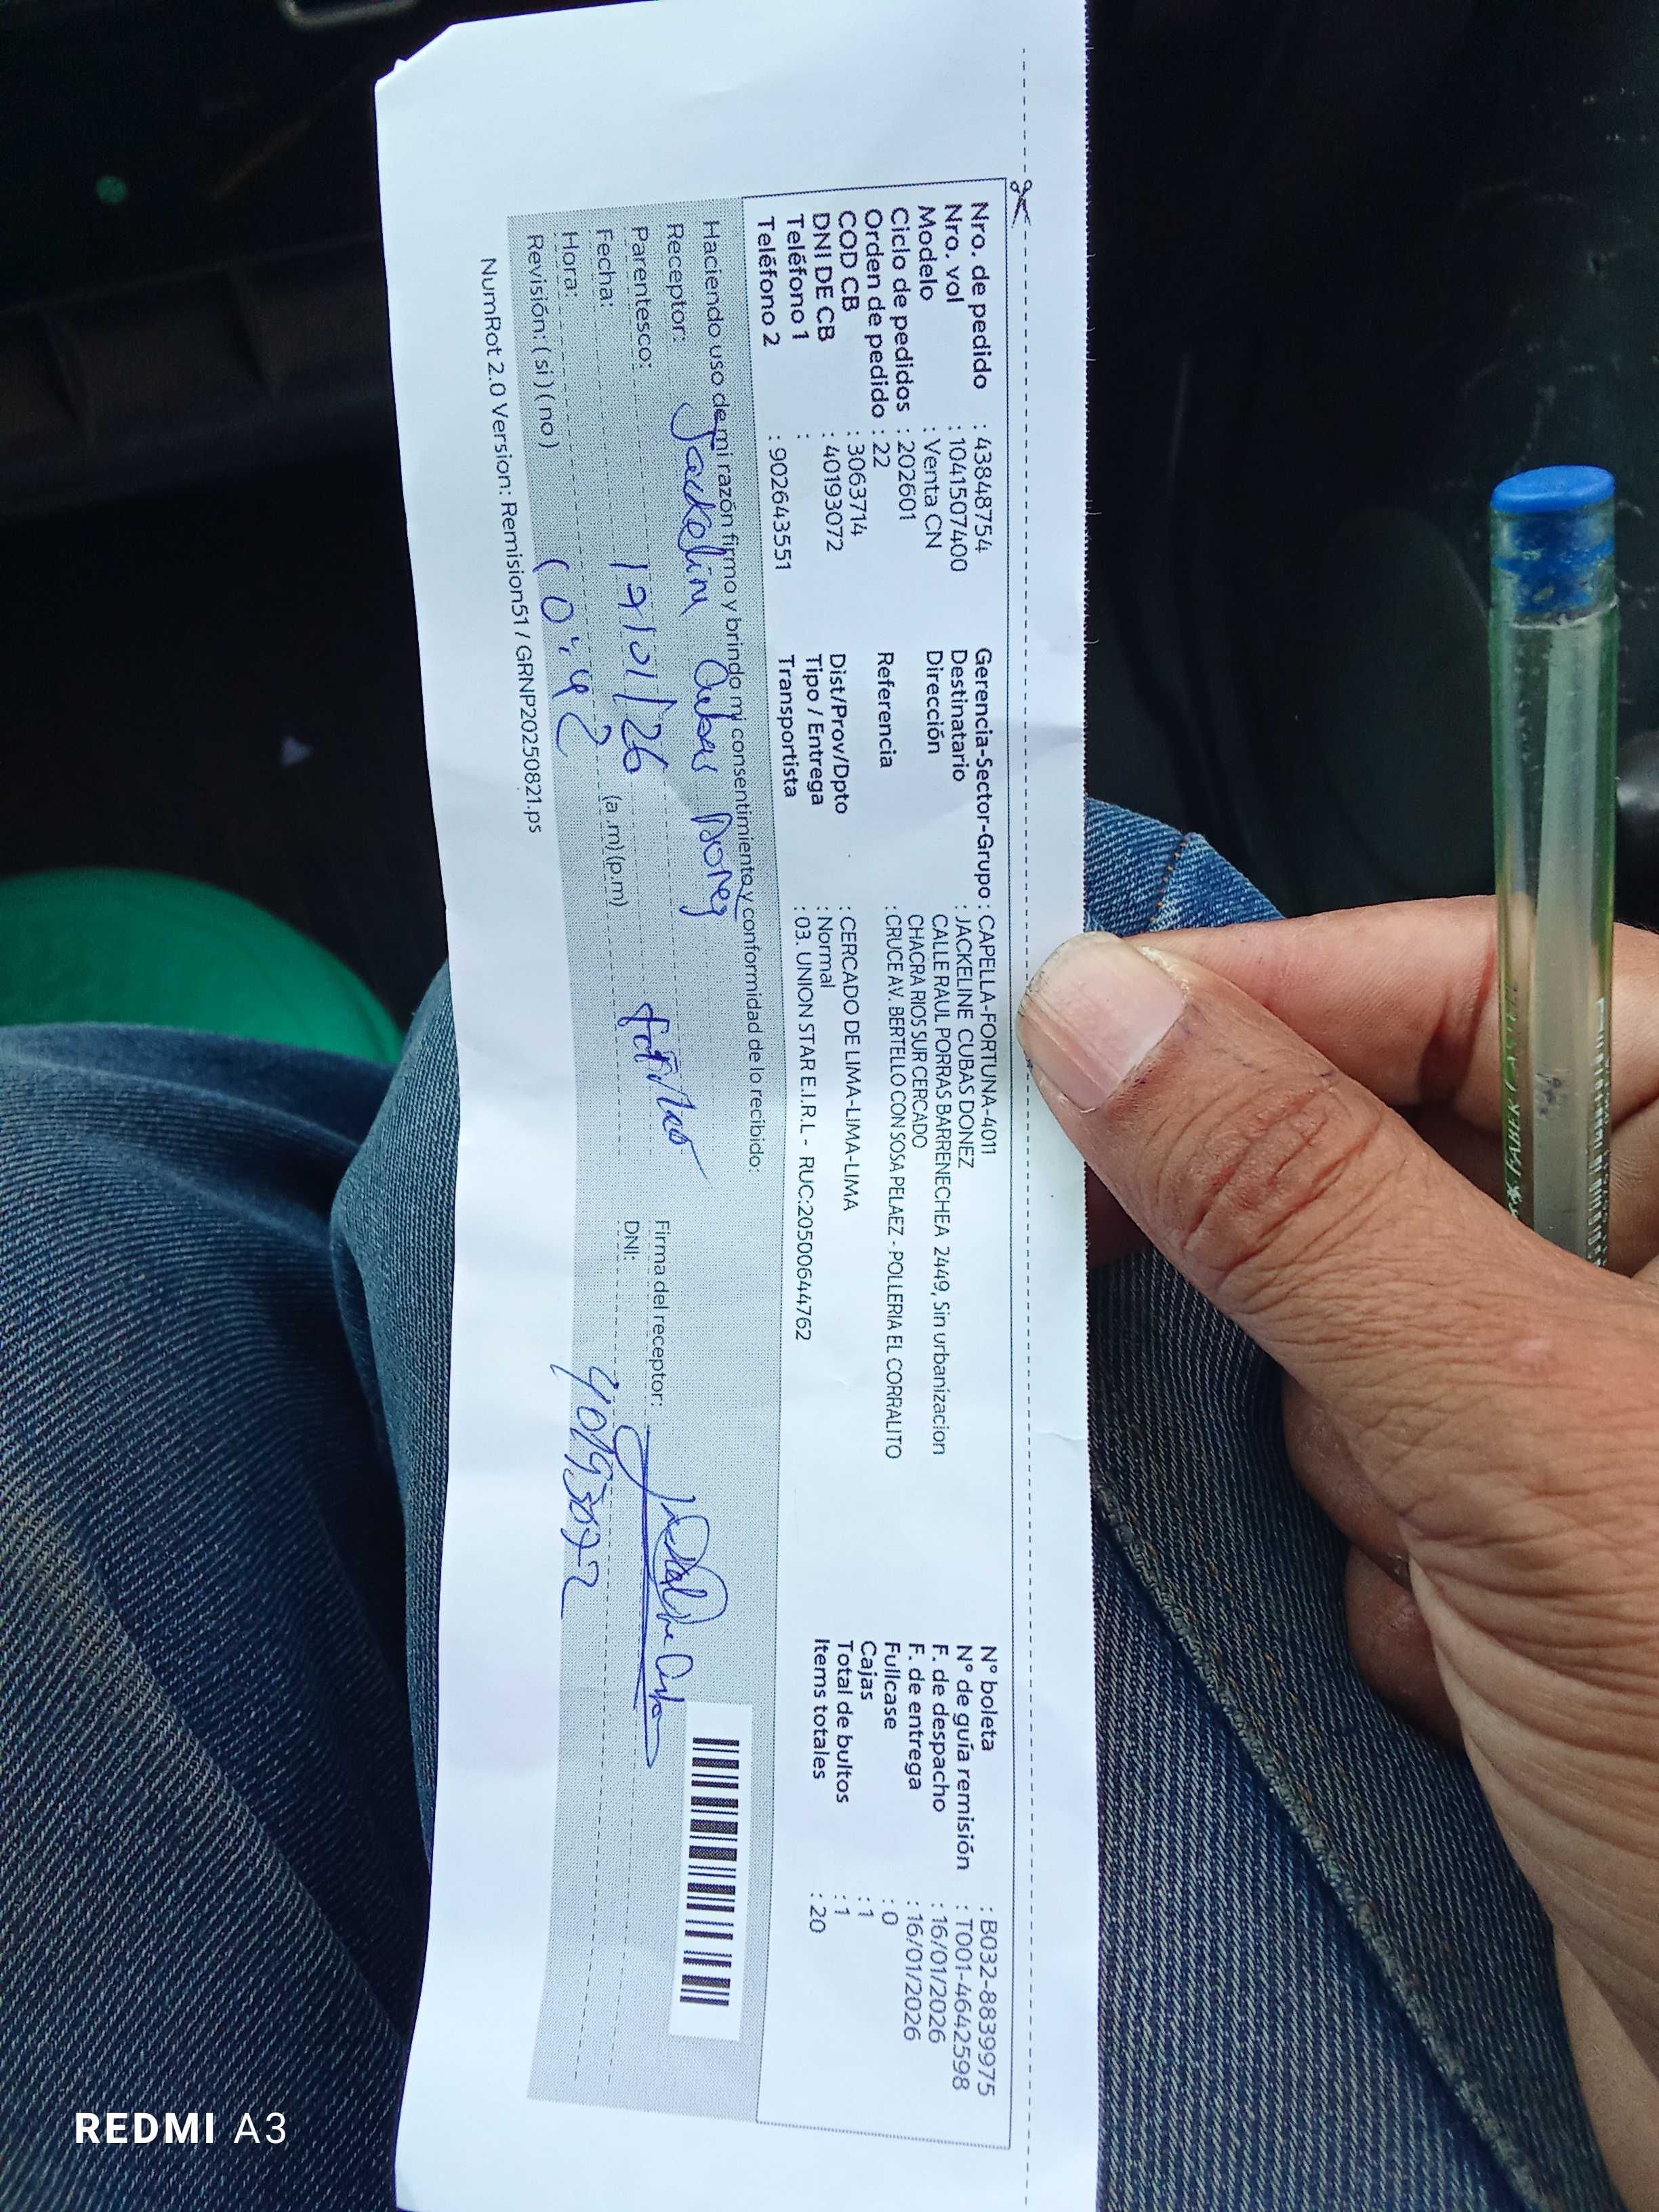 Nro. de pedido : 43848754
Nro. vol : 1041507400
Modelo : Venta CN
Ciclo de pedidos : 202601
Orden de pedido : 22
COD CB : 3063714
DNI DE CB : 40193072
Teléfono 1 :
Teléfono 2 : 902643551
Gerencia-Sector-Grupo : CAPELLA-FORTUNA-4011
Destinatario : JACKELINE CUBAS DONEZ
Dirección CALLE RAUL PORRAS BARRENECHEA 2449, Sin urbanizacion
CHACRA RIOS SUR CERCADO
Referencia : CRUCE AV. BERTELLO CON SOSA PELAEZ - POLLERIA EL CORRALITO
Dist/Prov/Dpto : CERCADO DE LIMA-LIMA-LIMA
Tipo / Entrega : Normal
Transportista : 03. UNION STAR E.I.R.L - RUC:20500644762
N° boleta : B032-8839975
N° de guía remisión : T001-4642598
F. de despacho : 16/01/2026
F. de entrega : 16/01/2026
Fullcase : 0
Cajas : 1
Total de bultos : 1
Items totales : 20
Haciendo uso de mi razón firmo y brindo mi consentimiento y conformidad de lo recibido:
Receptor: Jackeline Cubas Donez
Parentesco: titular
Fecha: 17/01/26
Hora: 10:42 (a.m) (p.m)
Revisión: ( si ) ( no )
Firma del receptor:
DNI: 40193072
NumRot 2.0 Version: Remision51 / GRNP20250821.ps
REDMI A3